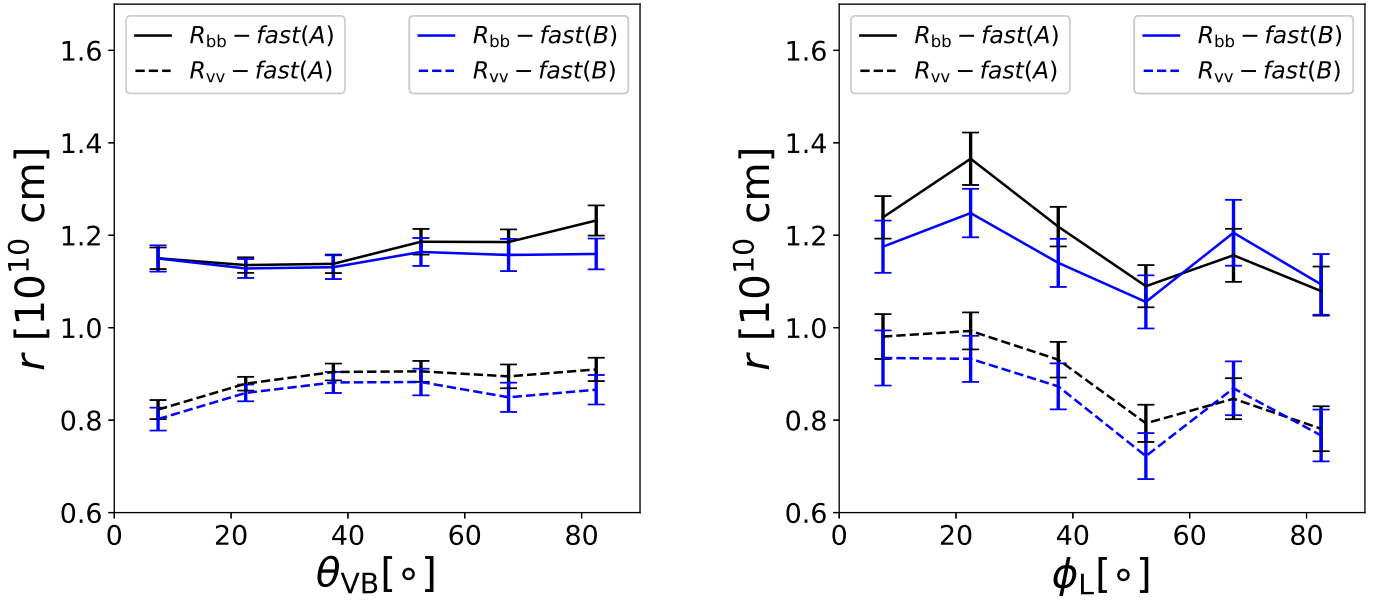 R_bb − fast(A) R_bb − fast(B)
R_vv − fast(A) R_vv − fast(B)
1.6
1.4
1.2
1.0
0.8
0.6
0 20 40 60 80
r [10^10 cm]
θ_VB[∘]
R_bb − fast(A) R_bb − fast(B)
R_vv − fast(A) R_vv − fast(B)
1.6
1.4
1.2
1.0
0.8
0.6
0 20 40 60 80
r [10^10 cm]
ϕ_L[∘]